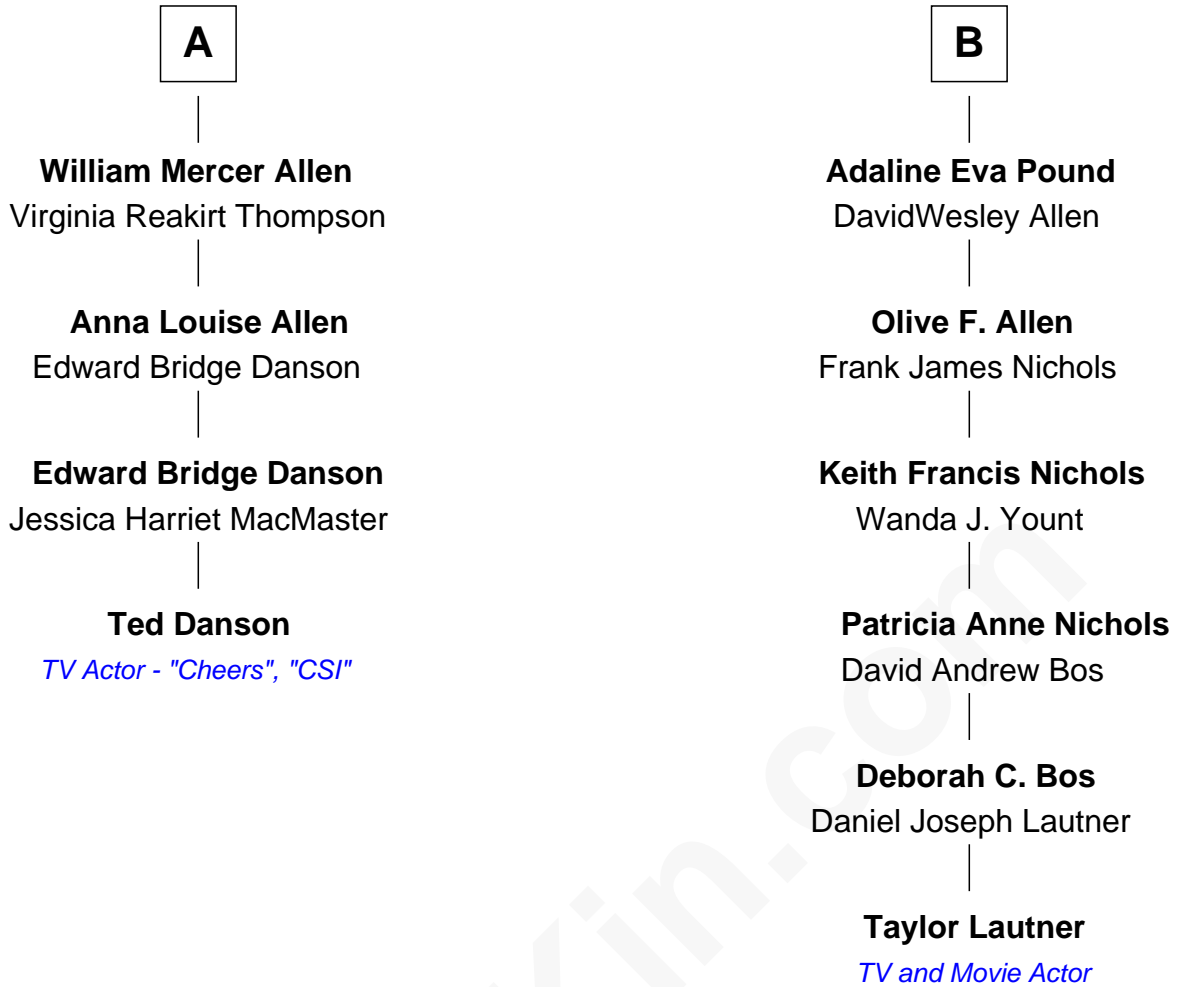 A
William Mercer Allen
Virginia Reakirt Thompson
Anna Louise Allen
Edward Bridge Danson
Edward Bridge Danson
Jessica Harriet MacMaster
Ted Danson
TV Actor - "Cheers", "CSI"
B
Adaline Eva Pound
DavidWesley Allen
Olive F. Allen
Frank James Nichols
Keith Francis Nichols
Wanda J. Yount
Patricia Anne Nichols
David Andrew Bos
Deborah C. Bos
Daniel Joseph Lautner
Taylor Lautner
TV and Movie Actor
Kin.com